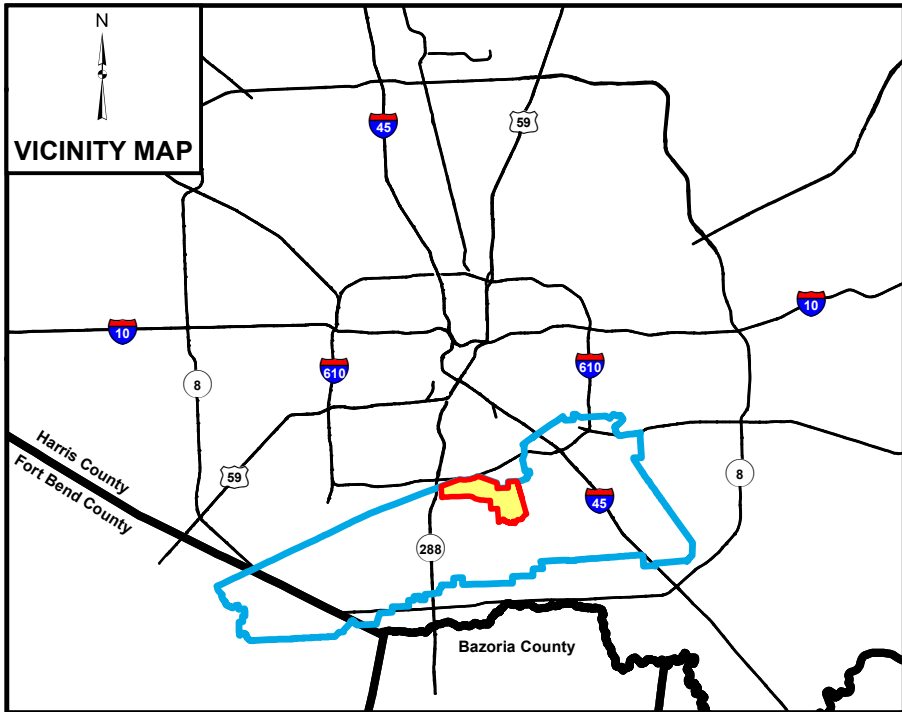 N
VICINITY MAP
45
59
10
10
610
610
8
Harris County
Fort Bend County
59
8
45
288
Bazoria County